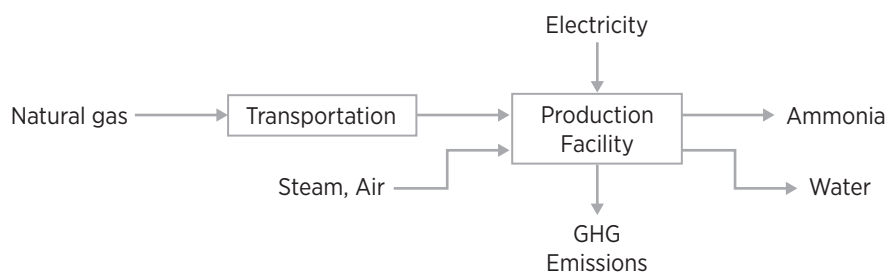 Electricity
Natural gas
Transportation
Production
Facility
Ammonia
Steam, Air
Water
GHG
Emissions